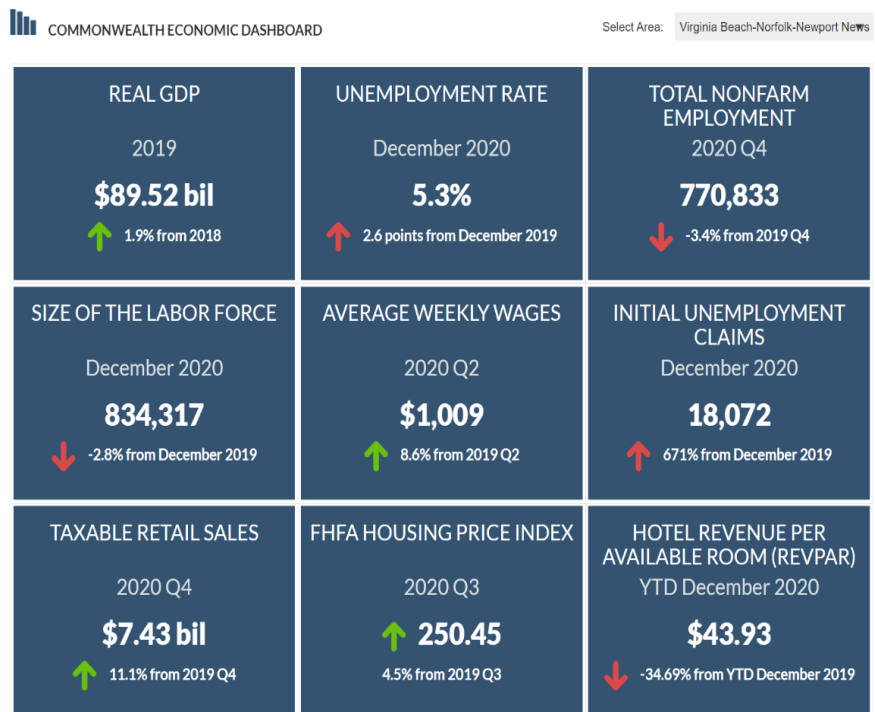 COMMONWEALTH ECONOMIC DASHBOARD
Select Area: Virginia Beach-Norfolk-Newport News
REAL GDP
2019
$89.52 bil
1.9% from 2018
UNEMPLOYMENT RATE
December 2020
5.3%
2.6 points from December 2019
TOTAL NONFARM
EMPLOYMENT
2020 Q4
770,833
-3.4% from 2019 Q4
SIZE OF THE LABOR FORCE
December 2020
834,317
-2.8% from December 2019
AVERAGE WEEKLY WAGES
2020 Q2
$1,009
8.6% from 2019 Q2
INITIAL UNEMPLOYMENT
CLAIMS
December 2020
18,072
671% from December 2019
TAXABLE RETAIL SALES
2020 Q4
$7.43 bil
11.1% from 2019 Q4
FHFA HOUSING PRICE INDEX
2020 Q3
250.45
4.5% from 2019 Q3
HOTEL REVENUE PER
AVAILABLE ROOM (REVPAR)
YTD December 2020
$43.93
-34.69% from YTD December 2019